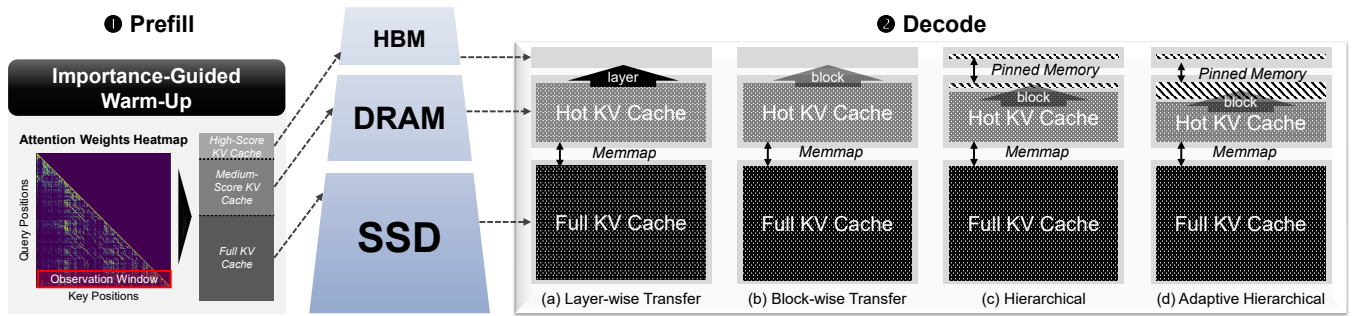 ❶ Prefill
Importance-Guided
Warm-Up
Attention Weights Heatmap
Query Positions
Observation Window
Key Positions
High-Score
KV Cache
Medium-
Score KV
Cache
Full KV
Cache
HBM
DRAM
SSD
❷ Decode
layer
Hot KV Cache
Memmap
Full KV Cache
(a) Layer-wise Transfer
block
Hot KV Cache
Memmap
Full KV Cache
(b) Block-wise Transfer
Pinned Memory
block
Hot KV Cache
Memmap
Full KV Cache
(c) Hierarchical
Pinned Memory
block
Hot KV Cache
Memmap
Full KV Cache
(d) Adaptive Hierarchical